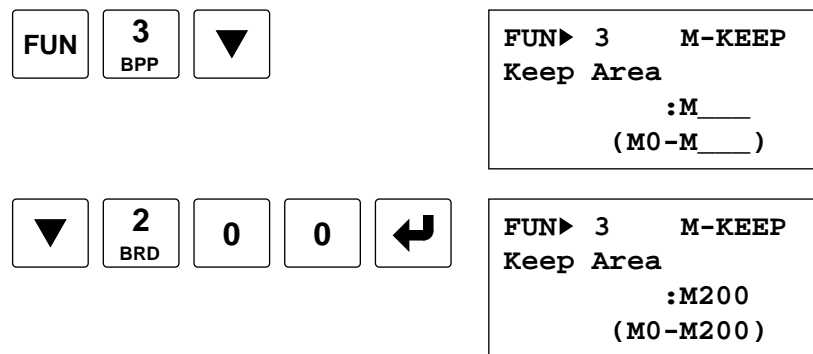 FUN
3
BPP
▼
FUN▶ 3 M-KEEP
Keep Area
:M___
(M0-M___)
▼
2
BRD
0
0
↵
FUN▶ 3 M-KEEP
Keep Area
:M200
(M0-M200)